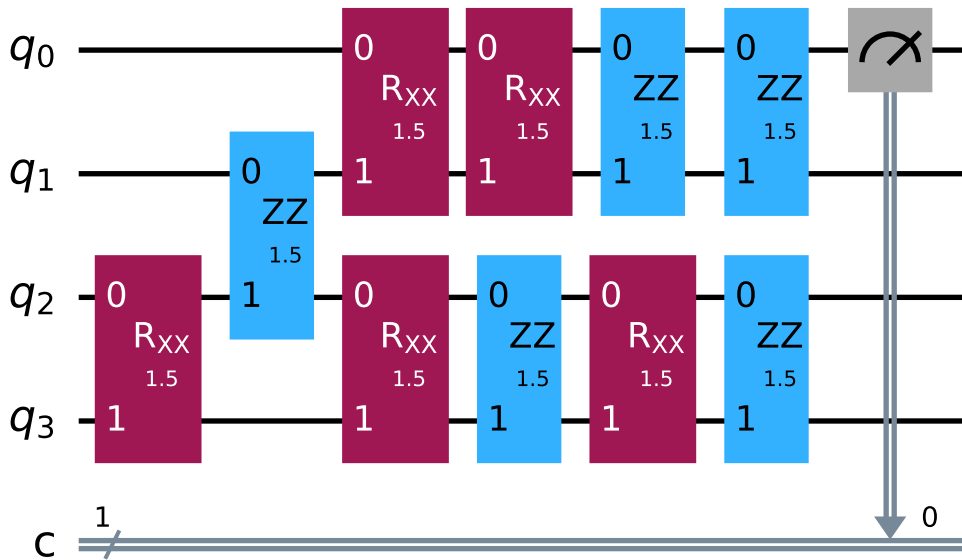 q0
0 0 0 0
RXX RXX ZZ ZZ
1.5 1.5 1.5 1.5
q1
0 1 1 1 1
ZZ
1.5
q2
0 1 0 0 0 0
RXX RXX ZZ RXX ZZ
1.5 1.5 1.5 1.5 1.5
q3
1 1 1 1 1
1 0
c